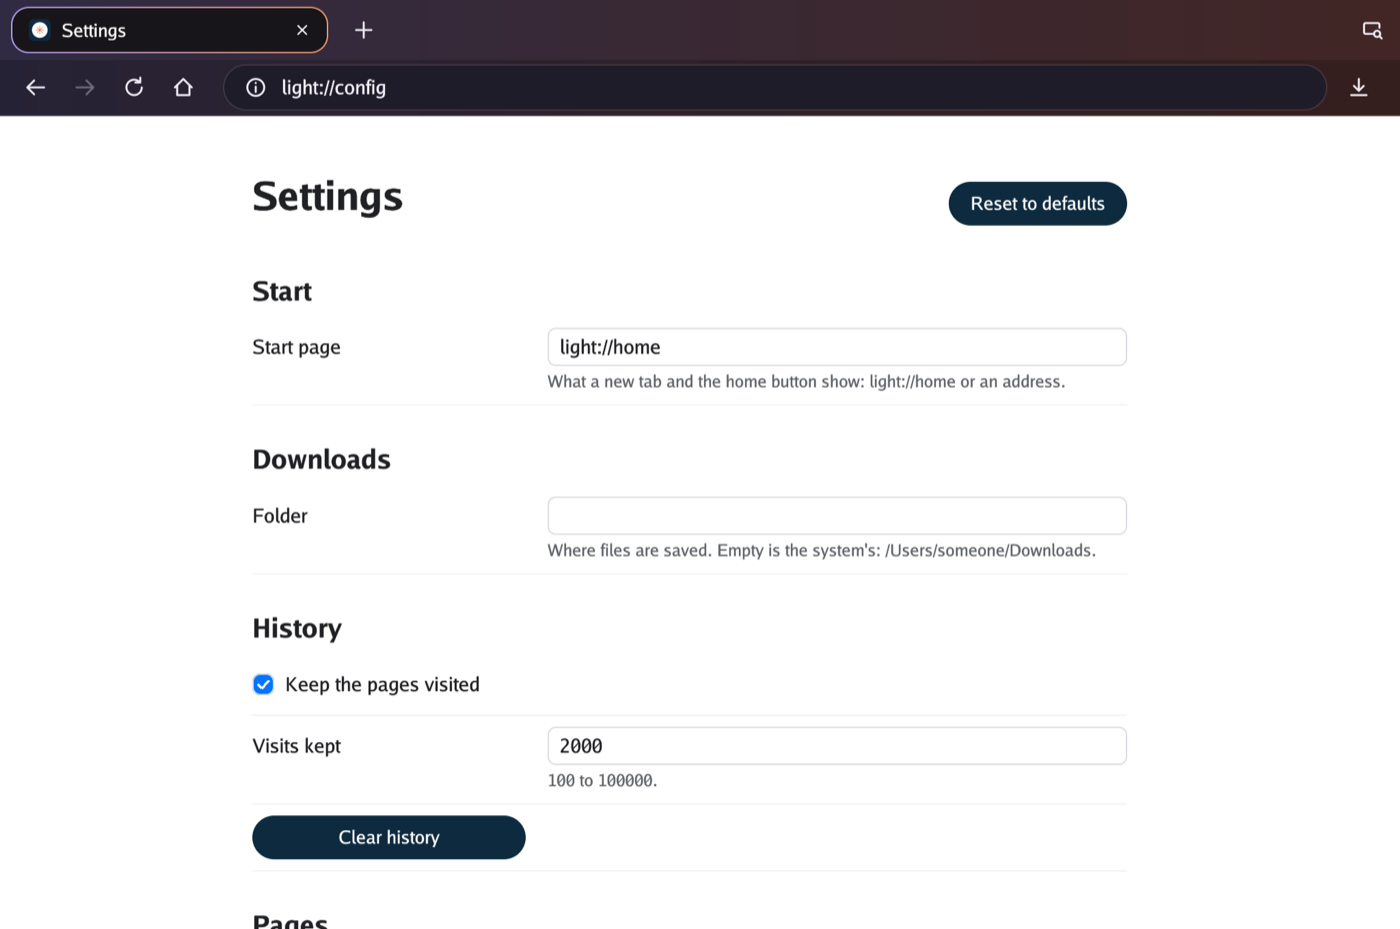 Settings
light://config
Settings
Reset to defaults
Start
Start page
light://home
What a new tab and the home button show: light://home or an address.
Downloads
Folder
Where files are saved. Empty is the system's: /Users/someone/Downloads.
History
Keep the pages visited
Visits kept
2000
100 to 100000.
Clear history
Pages